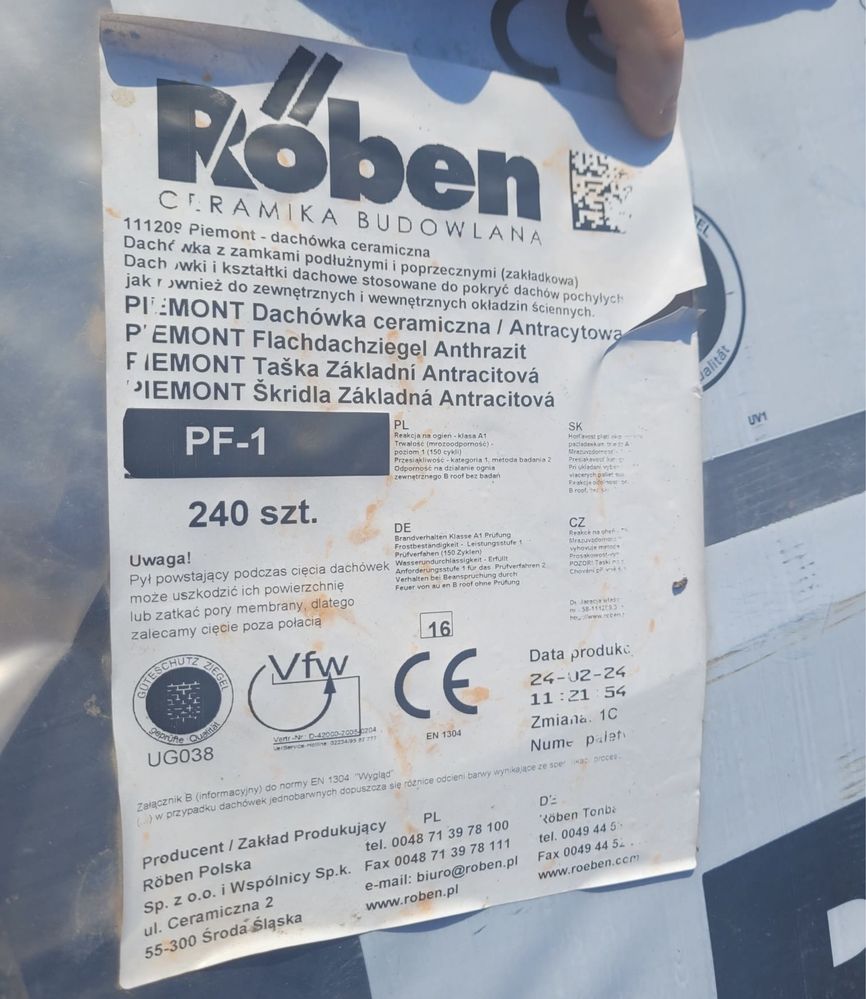 CE
Röben
CERAMIKA BUDOWLANA
111209 Piemont - dachówka ceramiczna
Dachówka z zamkami podłużnymi i poprzecznymi (zakładkowa)
Dachówki i kształtki dachowe stosowane do pokryć dachów pochyłych
jak również do zewnętrznych i wewnętrznych okładzin ściennych.
PIEMONT Dachówka ceramiczna / Antracytowa
PIEMONT Flachdachziegel Anthrazit
PIEMONT Taška Základní Antracitová
PIEMONT Škridla Základná Antracitová
PF-1
240 szt.
PL
Reakcja na ogień - klasa A1
Trwałość (mrozoodporność) -
poziom 1 (150 cykli)
Przesiąkliwość - kategoria 1, metoda badania 2
Odporność na działanie ognia
zewnętrznego B roof bez badań
SK
DE
Brandverhalten Klasse A1 Prüfung
Frostbeständigkeit - Leistungsstufe 1
Prüfverfahren (150 Zyklen)
Wasserundurchlässigkeit - Erfüllt
Anforderungsstufe 1 für das Prüfverfahren 2
Verhalten bei Beanspruchung durch
Feuer von außen B roof ohne Prüfung
CZ
Uwaga!
Pył powstający podczas cięcia dachówek
może uszkodzić ich powierzchnię
lub zatkać pory membrany, dlatego
zalecamy cięcie poza połacią
16
GÜTESCHUTZ ZIEGEL
geprüfte Qualität
UG038
Vfw
CE
EN 1304
Data produkc
24-02-24
11:21:54
Zmiana. 1C
UV1
Załącznik B (informacyjny) do normy EN 1304 "Wygląd"
(...) w przypadku dachówek jednobarwnych dopuszcza się różnice odcieni barwy wynikające ze
Producent / Zakład Produkujący
Röben Polska
Sp. z o.o. i Wspólnicy Sp.k.
ul. Ceramiczna 2
55-300 Środa Śląska
PL
tel. 0048 71 39 78 100
Fax 0048 71 39 78 111
e-mail: biuro@roben.pl
www.roben.pl
DE
Röben
tel. 0049 44
Fax 0049 44
www.roeben.com